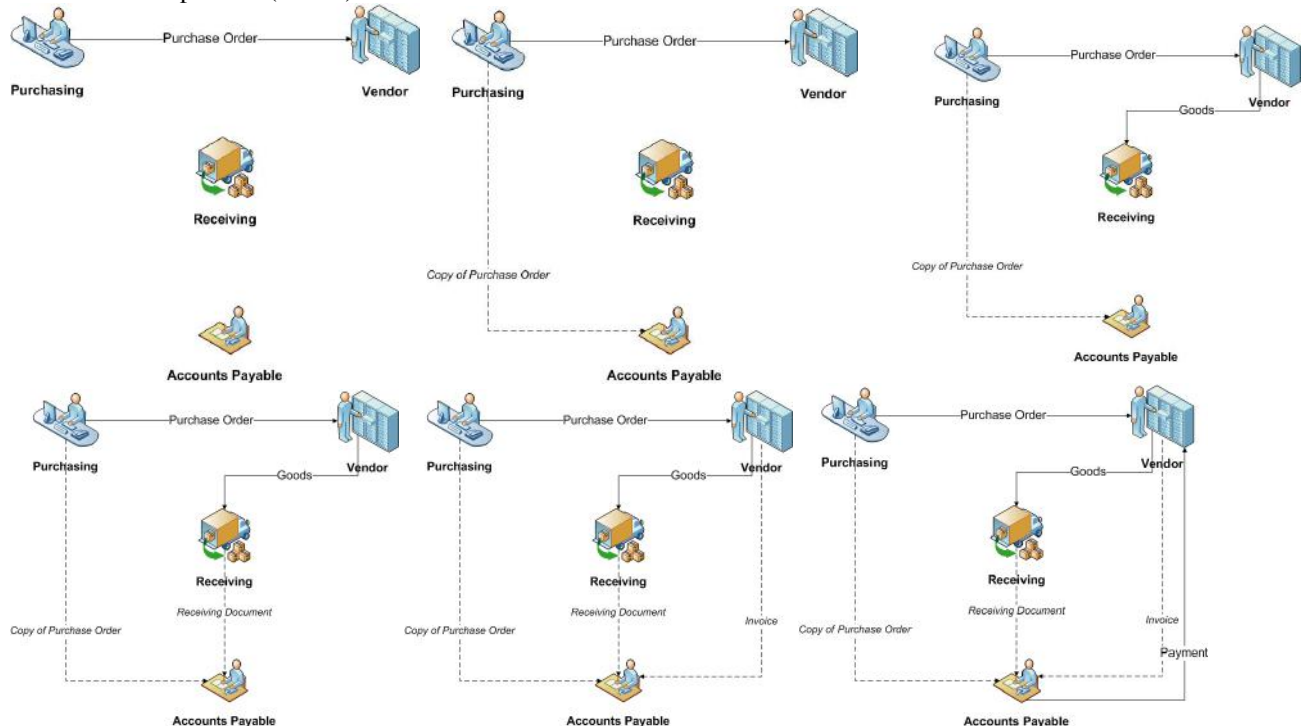 Purchase Order
Purchasing
Vendor
Receiving
Accounts Payable
Purchase Order
Purchasing
Vendor
Receiving
Copy of Purchase Order
Accounts Payable
Purchase Order
Purchasing
Vendor
Goods
Receiving
Copy of Purchase Order
Accounts Payable
Purchase Order
Purchasing
Vendor
Goods
Receiving
Receiving Document
Copy of Purchase Order
Accounts Payable
Purchase Order
Purchasing
Vendor
Goods
Receiving
Receiving Document
Invoice
Copy of Purchase Order
Accounts Payable
Purchase Order
Purchasing
Vendor
Goods
Receiving
Receiving Document
Invoice
Copy of Purchase Order
Payment
Accounts Payable